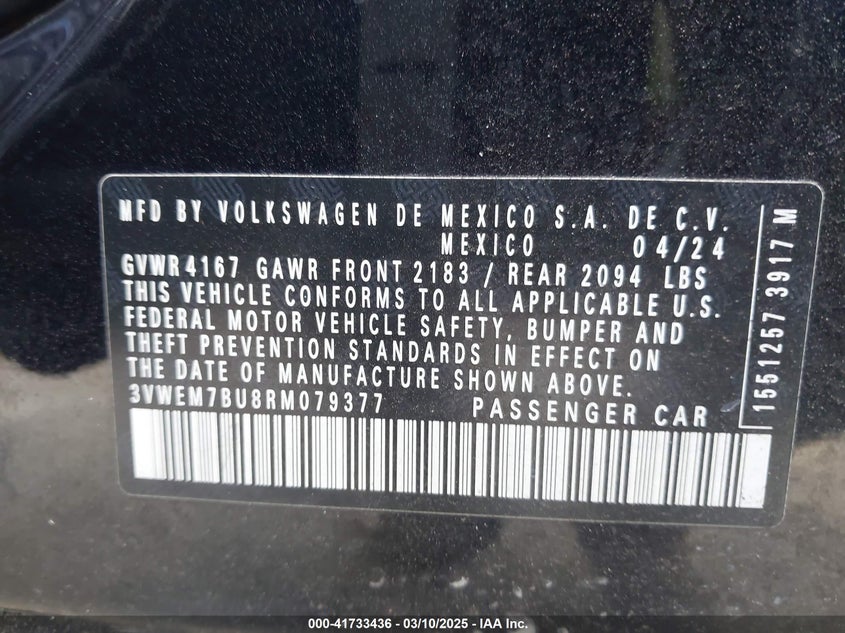 MFD BY VOLKSWAGEN DE MEXICO S.A. DE C.V.
MEXICO 04/24
GVWR4167 GAWR FRONT 2183 / REAR 2094 LBS
THIS VEHICLE CONFORMS TO ALL APPLICABLE U.S.
FEDERAL MOTOR VEHICLE SAFETY, BUMPER AND
THEFT PREVENTION STANDARDS IN EFFECT ON
THE DATE OF MANUFACTURE SHOWN ABOVE.
3VWEM7BU8RM079377 PASSENGER CAR
1551257 3917 M
000-41733436 - 03/10/2025 - IAA Inc.